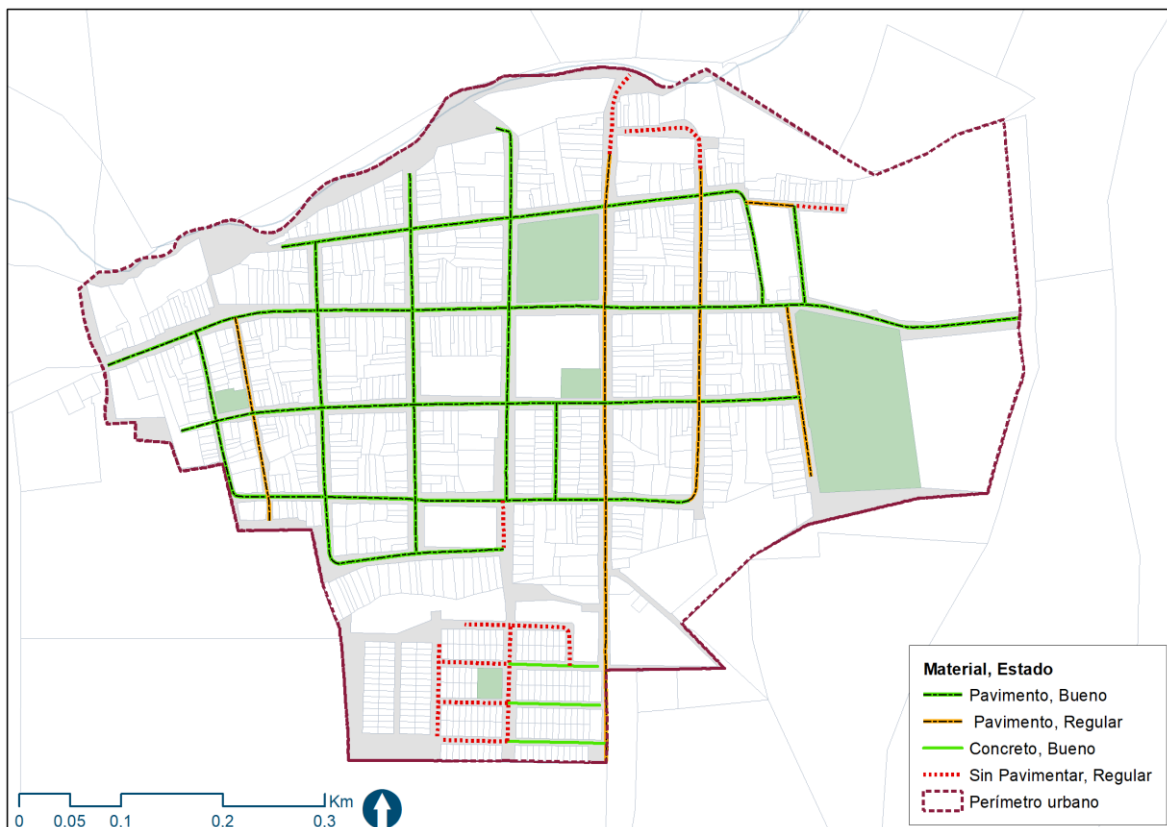 Material, Estado
Pavimento, Bueno
Pavimento, Regular
Concreto, Bueno
Sin Pavimentar, Regular
Perímetro urbano
Km
0 0.05 0.1 0.2 0.3